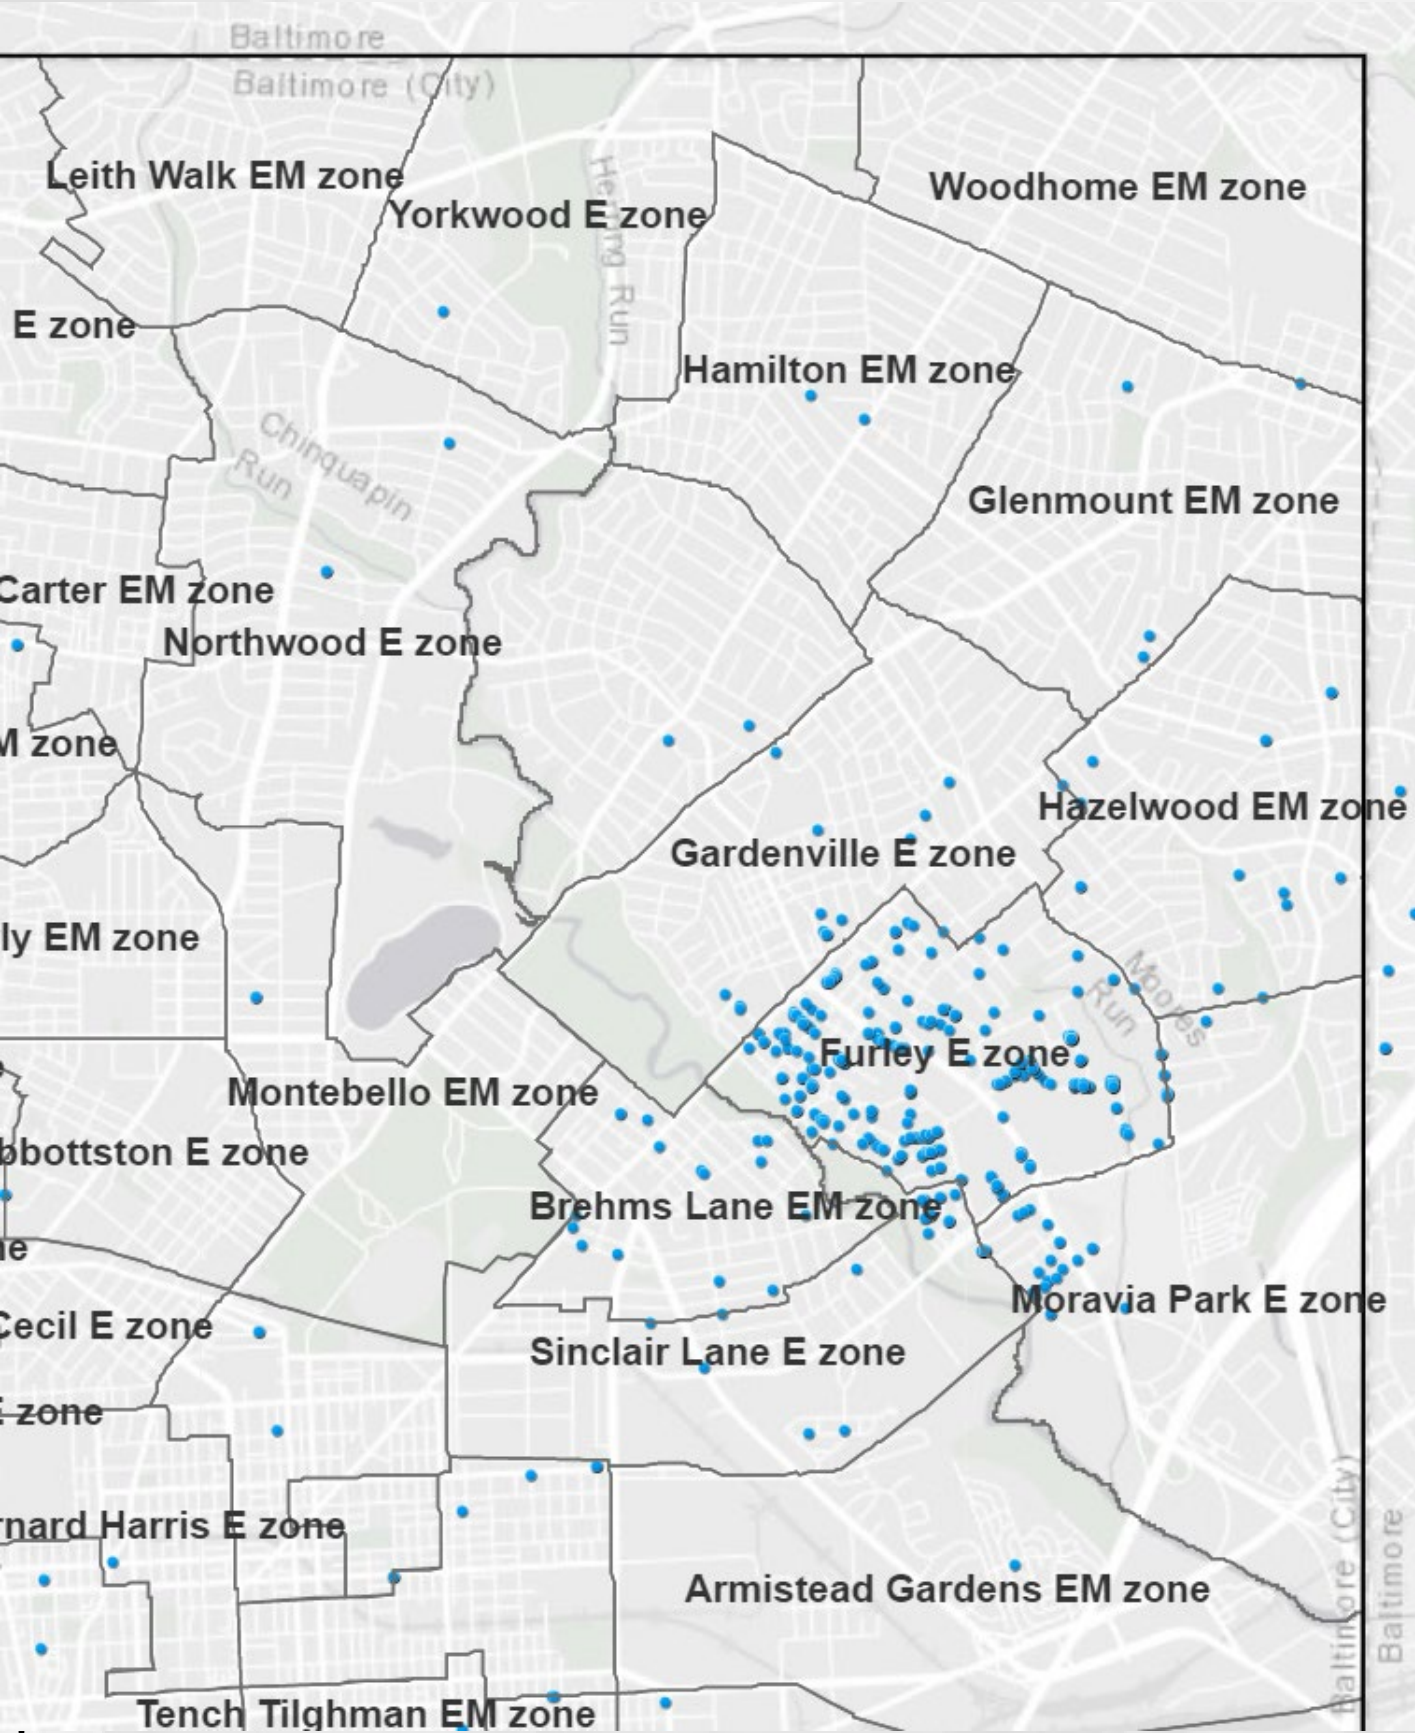 Baltimore
Baltimore (City)
Leith Walk EM zone
Woodhome EM zone
Yorkwood E zone
Herring Run
E zone
Hamilton EM zone
Chinquapin
Run
Glenmount EM zone
Carter EM zone
Northwood E zone
M zone
Hazelwood EM zone
Gardenville E zone
ly EM zone
Moores
Run
Furley E zone
Montebello EM zone
bbottston E zone
Brehms Lane EM zone
ne
Moravia Park E zone
Cecil E zone
Sinclair Lane E zone
E zone
rnard Harris E zone
Armistead Gardens EM zone
Baltimore (City)
Baltimore
Tench Tilghman EM zone